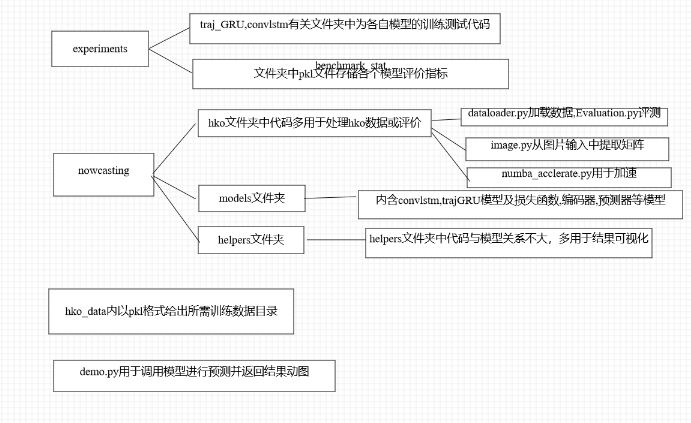 experiments
traj_GRU,convlstm有关文件夹中为各自模型的训练,测试代码
benchmark_stat
文件夹中pkl文件存储各个模型评价指标
nowcasting
hko文件夹中代码多用于处理hko数据或评价
dataloader.py加载数据,Evaluation.py评测
image.py从图片输入中提取矩阵
numba_acclerate.py用于加速
models文件夹
内含convlstm,trajGRU模型及损失函数,编码器,预测器等模型
helpers文件夹
helpers文件夹中代码与模型关系不大，多用于结果可视化
hko_data内以pkl格式给出所需训练数据目录
demo.py用于调用模型进行预测并返回结果动图